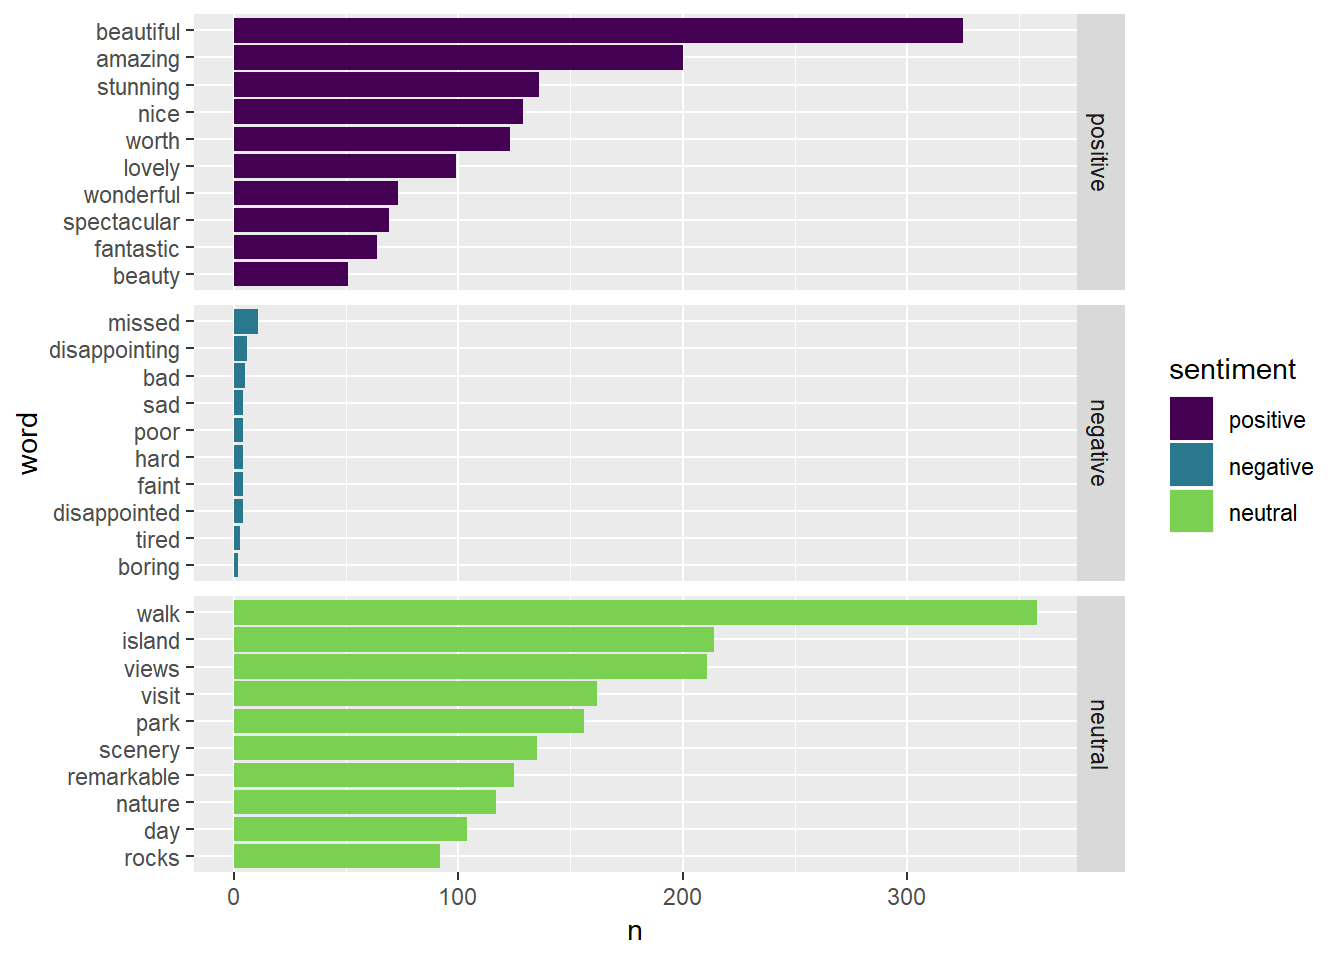 beautiful
amazing
stunning
nice
worth
lovely
wonderful
spectacular
fantastic
beauty
positive
missed
disappointing
bad
sad
poor
hard
faint
disappointed
tired
boring
negative
walk
island
views
visit
park
scenery
remarkable
nature
day
rocks
neutral
word
0 100 200 300
n
sentiment
positive
negative
neutral